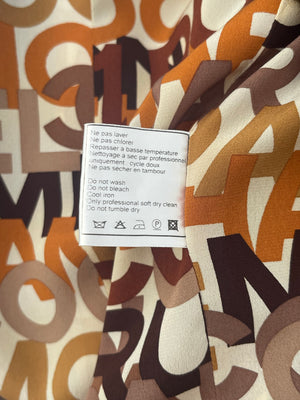 Ne pas laver
Ne pas chlorer
Repasser a basse temperature
Nettoyage a sec par professionnel
uniquement : cycle doux
Ne pas sécher en tambour
Do not wash
Do not bleach
Cool iron
Only professional soft dry clean
Do not tumble dry